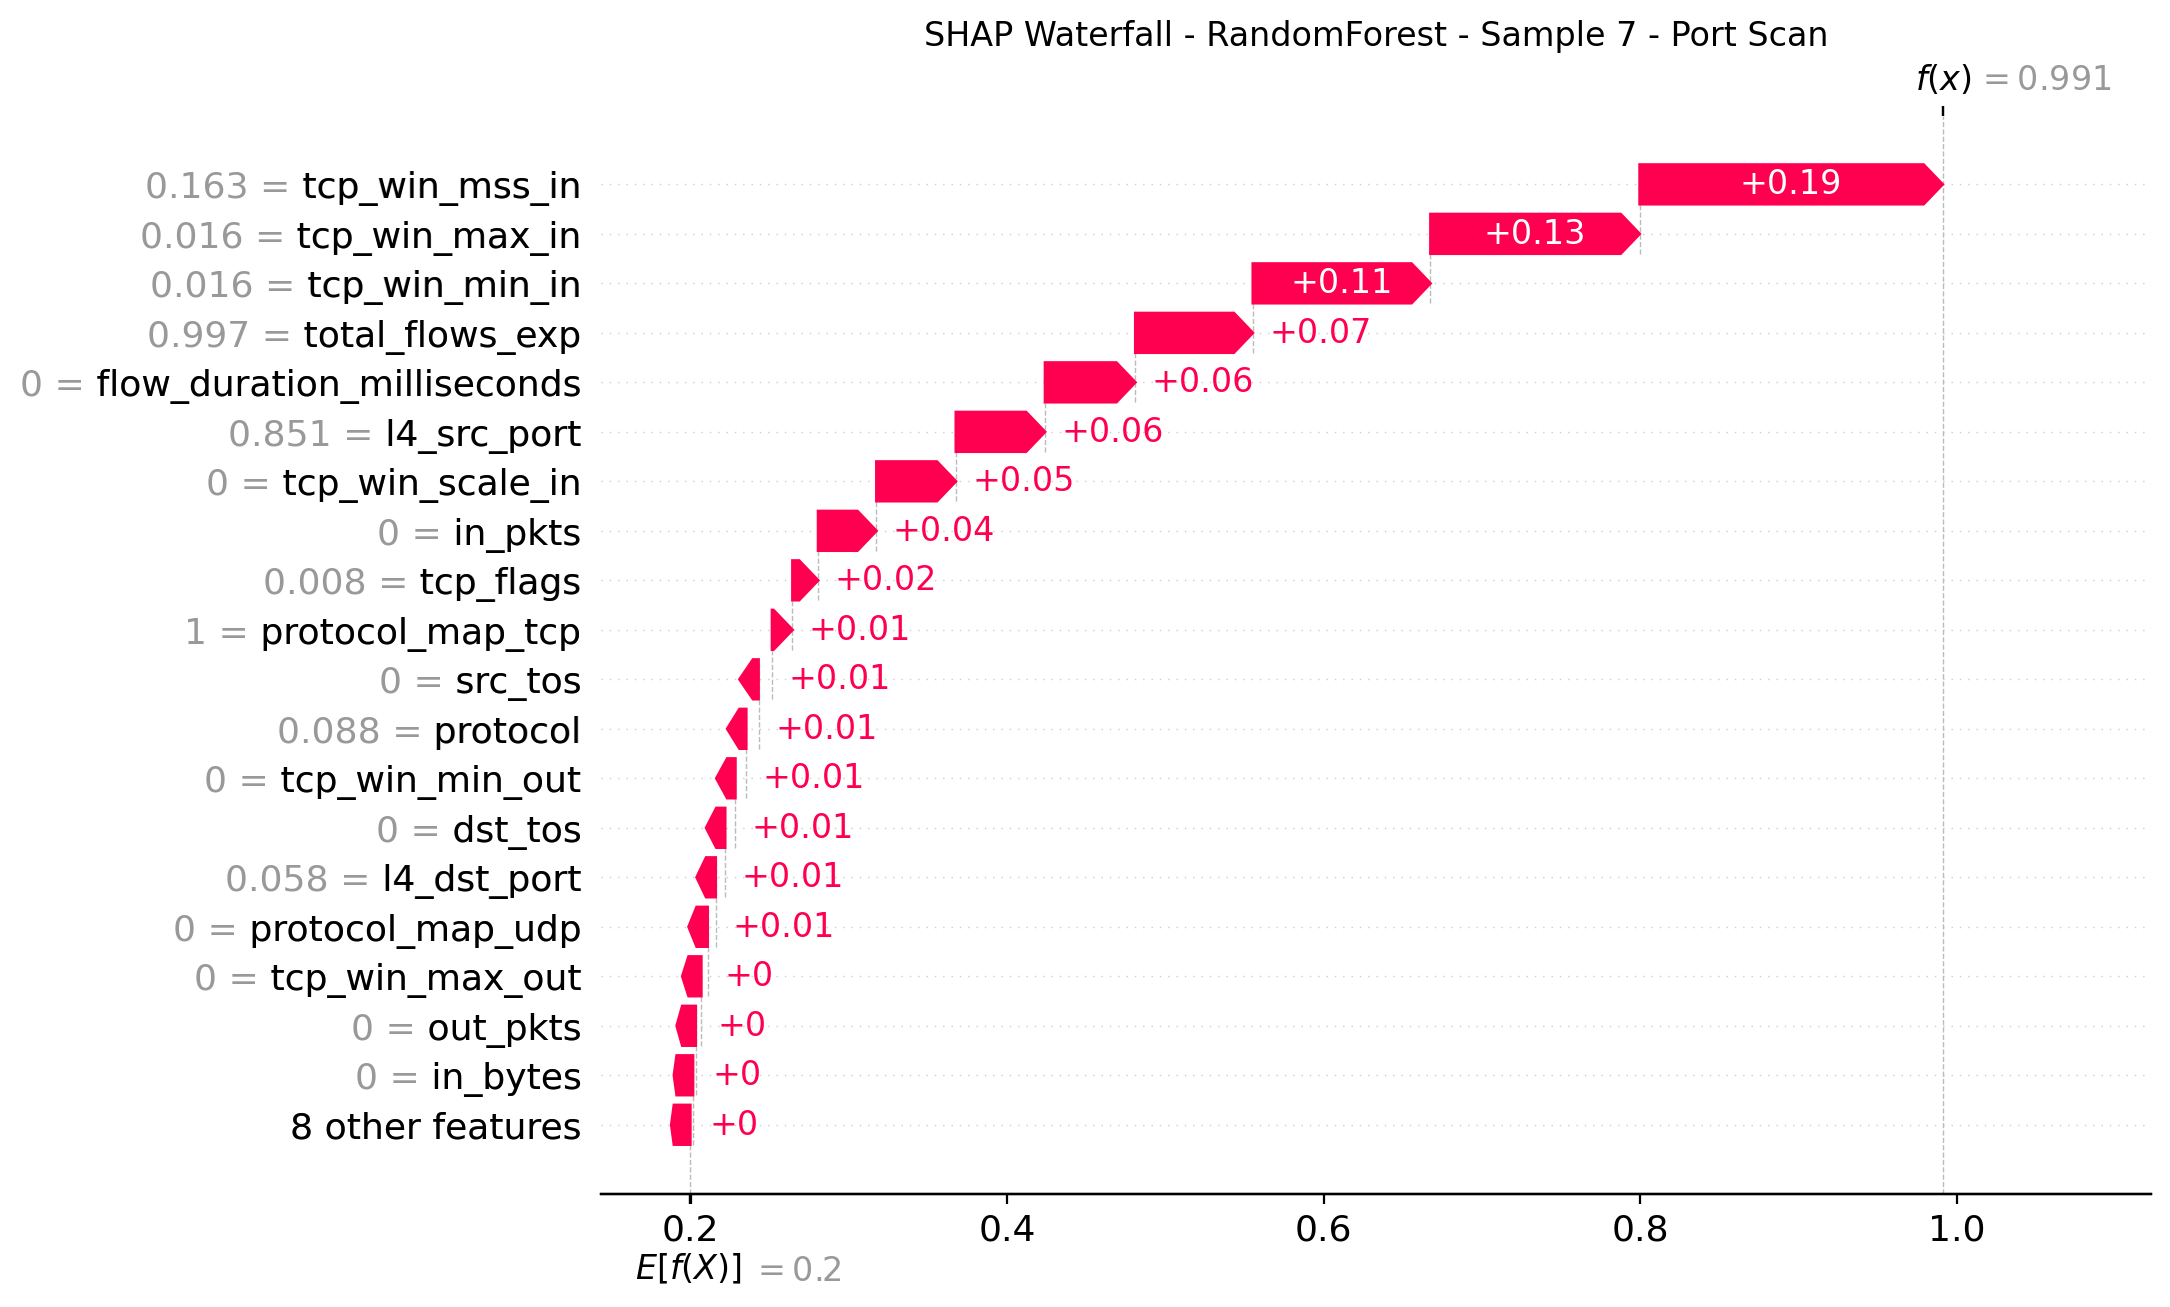 SHAP Waterfall - RandomForest - Sample 7 - Port Scan
f(x) = 0.991
0.163 = tcp_win_mss_in +0.19
0.016 = tcp_win_max_in +0.13
0.016 = tcp_win_min_in +0.11
0.997 = total_flows_exp +0.07
0 = flow_duration_milliseconds +0.06
0.851 = l4_src_port +0.06
0 = tcp_win_scale_in +0.05
0 = in_pkts +0.04
0.008 = tcp_flags +0.02
1 = protocol_map_tcp +0.01
0 = src_tos +0.01
0.088 = protocol +0.01
0 = tcp_win_min_out +0.01
0 = dst_tos +0.01
0.058 = l4_dst_port +0.01
0 = protocol_map_udp +0.01
0 = tcp_win_max_out +0
0 = out_pkts +0
0 = in_bytes +0
8 other features +0
0.2 0.4 0.6 0.8 1.0
E[f(X)] = 0.2